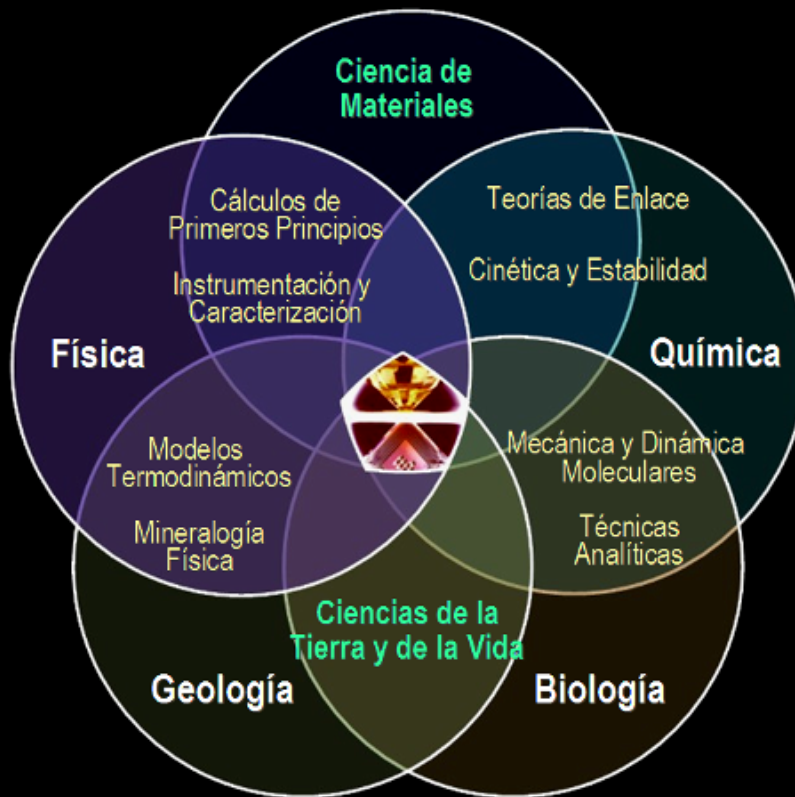 Ciencia de
Materiales
Cálculos de
Primeros Principios
Instrumentación y
Caracterización
Teorías de Enlace
Cinética y Estabilidad
Física
Química
Modelos
Termodinámicos
Mineralogía
Física
Mecánica y Dinámica
Moleculares
Técnicas
Analíticas
Ciencias de la
Tierra y de la Vida
Geología
Biología